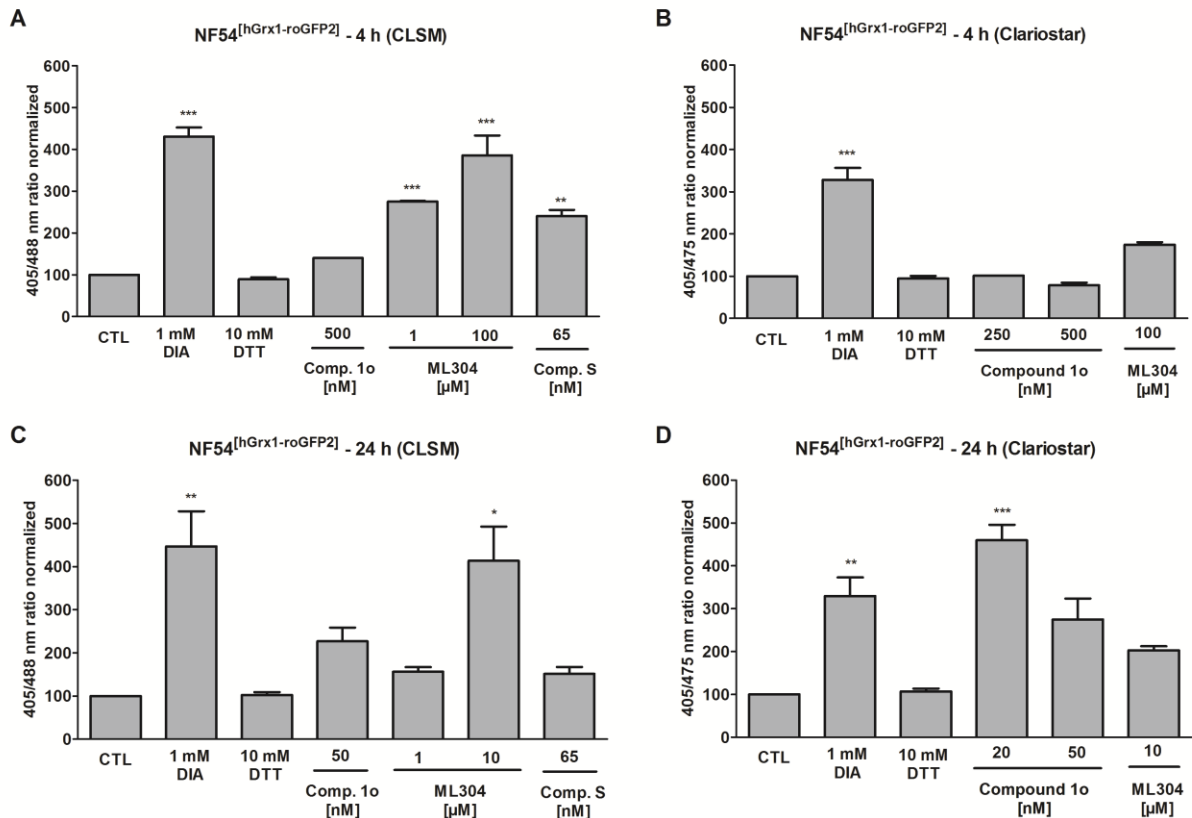 A
NF54[hGrx1-roGFP2] - 4 h (CLSM)
405/488 nm ratio normalized
600
500
400
300
200
100
0
***
***
***
**
CTL
1 mM
DIA
10 mM
DTT
500
1
100
65
Comp. 1o
[nM]
ML304
[µM]
Comp. S
[nM]
B
NF54[hGrx1-roGFP2] - 4 h (Clariostar)
405/475 nm ratio normalized
600
500
400
300
200
100
0
***
CTL
1 mM
DIA
10 mM
DTT
250
500
100
Compound 1o
[nM]
ML304
[µM]
C
NF54[hGrx1-roGFP2] - 24 h (CLSM)
405/488 nm ratio normalized
600
500
400
300
200
100
0
**
*
CTL
1 mM
DIA
10 mM
DTT
50
1
10
65
Comp. 1o
[nM]
ML304
[µM]
Comp. S
[nM]
D
NF54[hGrx1-roGFP2] - 24 h (Clariostar)
405/475 nm ratio normalized
600
500
400
300
200
100
0
**
***
CTL
1 mM
DIA
10 mM
DTT
20
50
10
Compound 1o
[nM]
ML304
[µM]